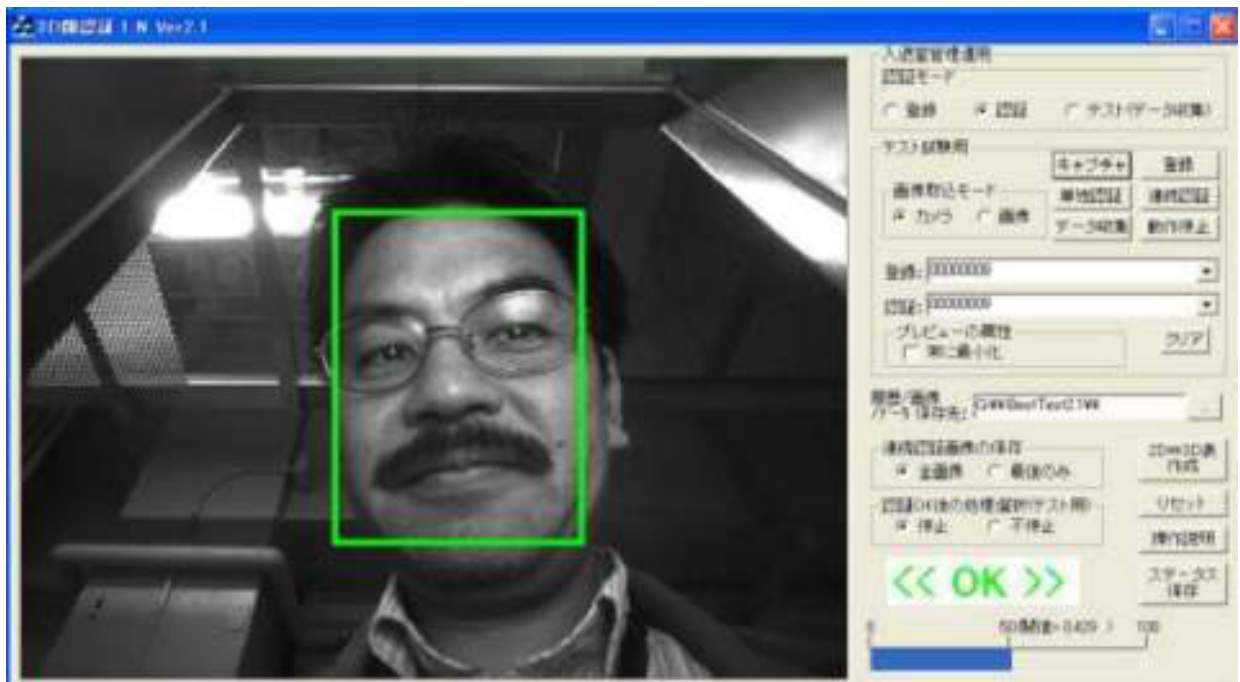 3D顔認証 1:N Ver2.1
入退室管理運用
認証モード
登録 認証 テスト(データ収集)
テスト試験用
キャプチャ 登録
画像取込モード
単独認証 連続認証
カメラ 画像
データ収集 動作停止
登録: 00000009
認証: 00000009
プレビューの属性
常に最小化
クリア
履歴/画像
/データ 保存先:
連続認証画像の保存
全画像 最後のみ
作成
認証OK後の処理選択(テスト用)
停止 不停止
リセット
操作説明
<< OK >>
ステータス
保存
0 50 100